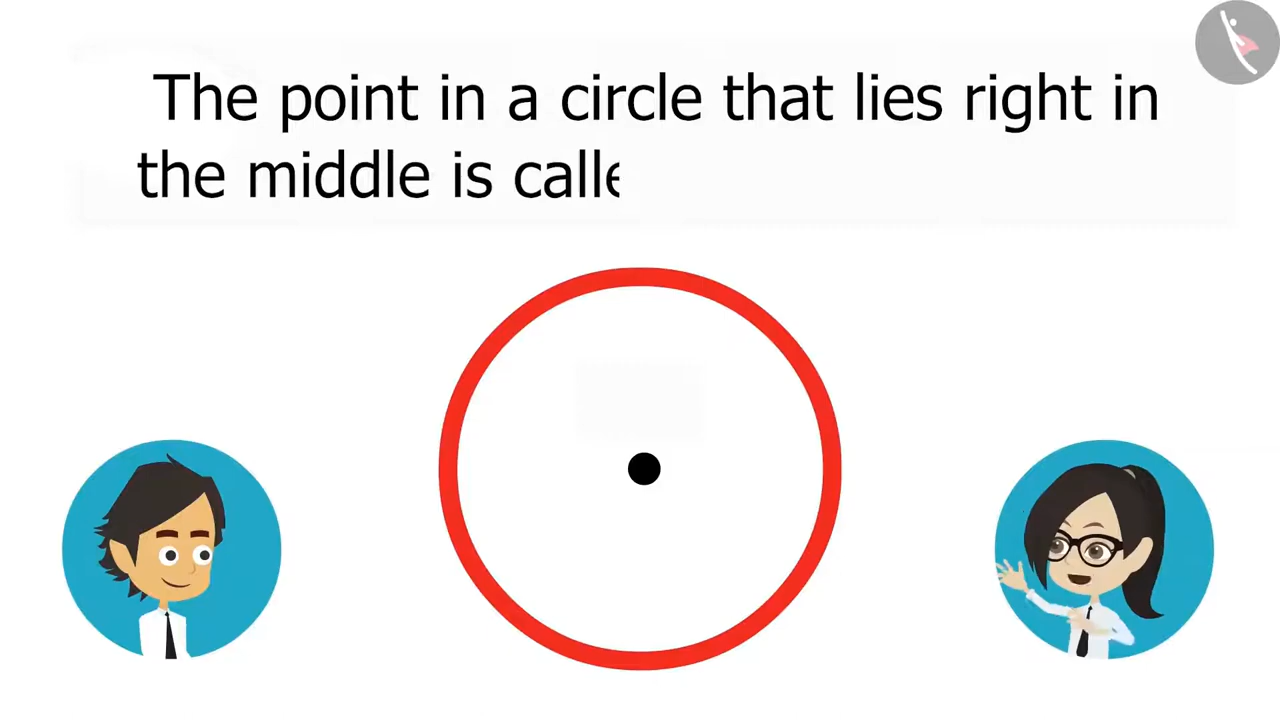 The point in a circle that lies right in
the middle is calle